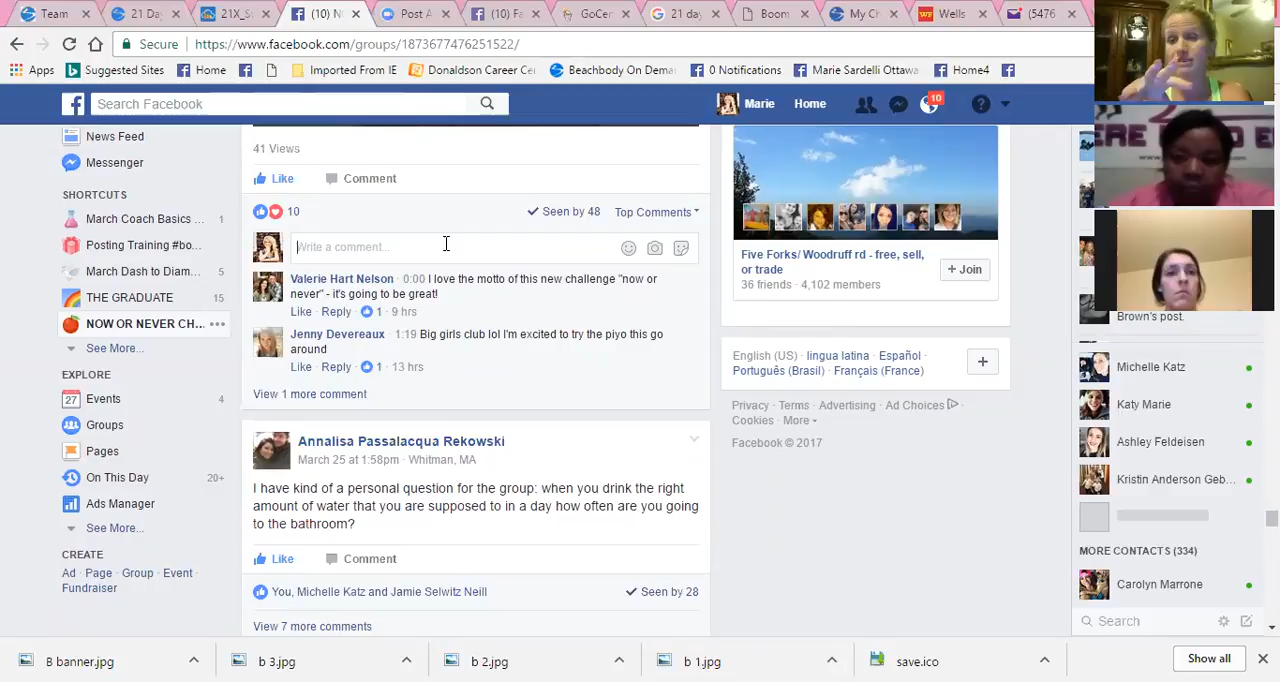 Team
21 Day
21X_S
(10) N
Post A
(10) Fa
GoCer
21 day
Boom
My Ch
Wells
(5476
Secure
https://www.facebook.com/groups/1873677476251522/
Apps
Suggested Sites
Home
Imported From IE
Donaldson Career Ce
Beachbody On Dema
0 Notifications
Marie Sardelli Ottawa
Home4
Search Facebook
Marie
Home
10
News Feed
Messenger
SHORTCUTS
March Coach Basics ...
1
Posting Training #bo...
March Dash to Diam...
THE GRADUATE
15
NOW OR NEVER CH...
See More...
EXPLORE
Events
4
Groups
Pages
On This Day
20+
Ads Manager
See More...
CREATE
Ad · Page · Group · Event ·
Fundraiser
41 Views
Like
Comment
10
Seen by 48
Top Comments
Write a comment...
Valerie Hart Nelson · 0:00 I love the motto of this new challenge "now or
never" - it's going to be great!
Like · Reply · 1 · 9 hrs
Jenny Devereaux · 1:19 Big girls club lol I'm excited to try the piyo this go
around
Like · Reply · 1 · 13 hrs
View 1 more comment
Annalisa Passalacqua Rekowski
March 25 at 1:58pm · Whitman, MA
I have kind of a personal question for the group: when you drink the right
amount of water that you are supposed to in a day how often are you going
to the bathroom?
Like
Comment
You, Michelle Katz and Jamie Selwitz Neill
Seen by 28
View 7 more comments
Five Forks/ Woodruff rd - free, sell,
or trade
36 friends · 4,102 members
+ Join
English (US) · lingua latina · Español ·
Português (Brasil) · Français (France)
Privacy · Terms · Advertising · Ad Choices ·
Cookies · More
Facebook © 2017
Brown's post.
Michelle Katz
Katy Marie
Ashley Feldeisen
Kristin Anderson Geb...
MORE CONTACTS (334)
Carolyn Marrone
Search
B banner.jpg
b 3.jpg
b 2.jpg
b 1.jpg
save.ico
Show all